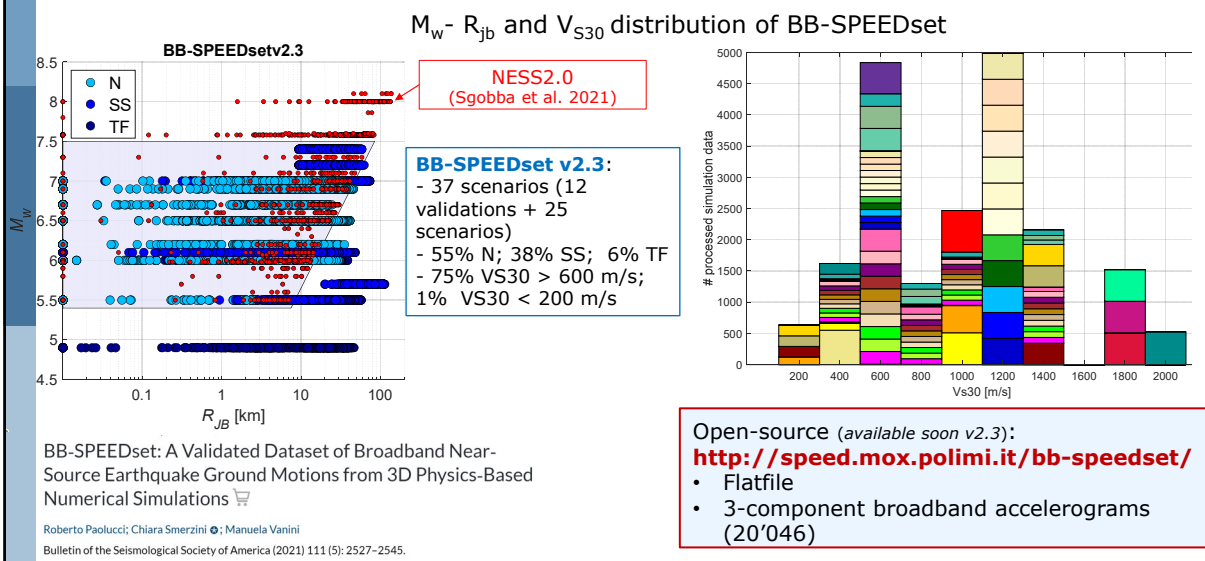 M_w- R_jb and V_S30 distribution of BB-SPEEDset
BB-SPEEDsetv2.3
8.5
8
7.5
7
6.5
6
5.5
5
4.5
M_w
N
SS
TF
0.1
1
10
100
R_JB [km]
NESS2.0
(Sgobba et al. 2021)
BB-SPEEDset v2.3:
- 37 scenarios (12
validations + 25
scenarios)
- 55% N; 38% SS; 6% TF
- 75% VS30 > 600 m/s;
1% VS30 < 200 m/s
5000
4500
4000
3500
3000
2500
2000
1500
1000
500
0
# processed simulation data
200
400
600
800
1000
1200
1400
1600
1800
2000
Vs30 [m/s]
BB-SPEEDset: A Validated Dataset of Broadband Near-
Source Earthquake Ground Motions from 3D Physics-Based
Numerical Simulations
Roberto Paolucci; Chiara Smerzini; Manuela Vanini
Bulletin of the Seismological Society of America (2021) 111 (5): 2527–2545.
Open-source (available soon v2.3):
http://speed.mox.polimi.it/bb-speedset/
• Flatfile
• 3-component broadband accelerograms
(20'046)